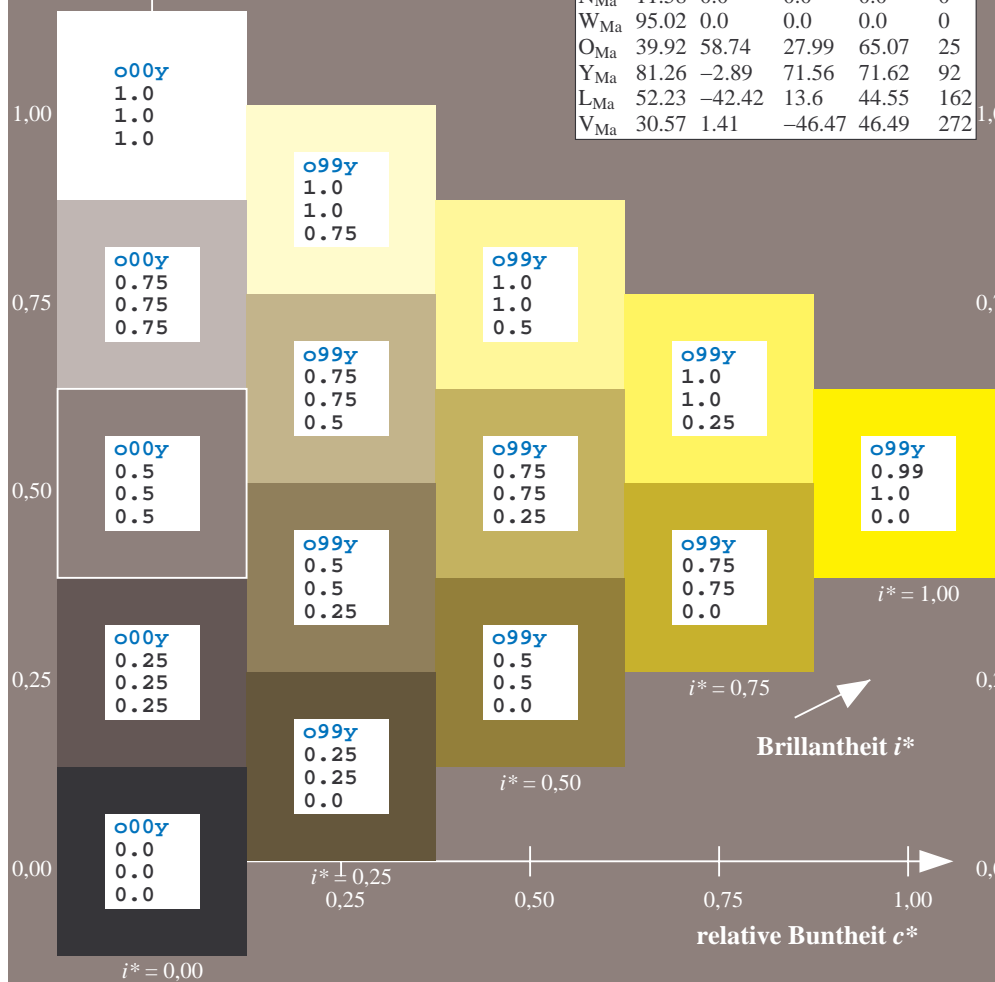 W_Ma 95.02 0.0 0.0 0.0 0
O_Ma 39.92 58.74 27.99 65.07 25
Y_Ma 81.26 −2.89 71.56 71.62 92
L_Ma 52.23 −42.42 13.6 44.55 162
V_Ma 30.57 1.41 −46.47 46.49 272
o00y
1.0
1.0
1.0
1,00
o99y
1.0
1.0
0.75
o00y
0.75
0.75
0.75
o99y
1.0
1.0
0.5
0,75
o99y
0.75
0.75
0.5
o99y
1.0
1.0
0.25
o00y
0.5
0.5
0.5
o99y
0.75
0.75
0.25
o99y
0.99
1.0
0.0
0,50
o99y
0.5
0.5
0.25
o99y
0.75
0.75
0.0
i* = 1,00
o00y
0.25
0.25
0.25
o99y
0.5
0.5
0.0
0,25
i* = 0,75
o99y
0.25
0.25
0.0
Brillantheit i*
i* = 0,50
o00y
0.0
0.0
0.0
0,00
i* = 0,25
0,25 0,50 0,75 1,00
relative Buntheit c*
i* = 0,00